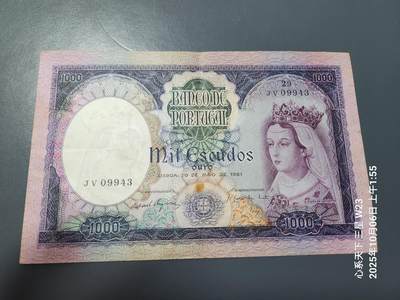 1000
1000
29
JV 09943
BANCO DE
PORTUGAL
Mil Escudos
OURO
LISBOA, 30 DE MAIO DE 1961
JV 09943
1000
1000
心系天下三星 W23
2025年10月06日 上午1:55